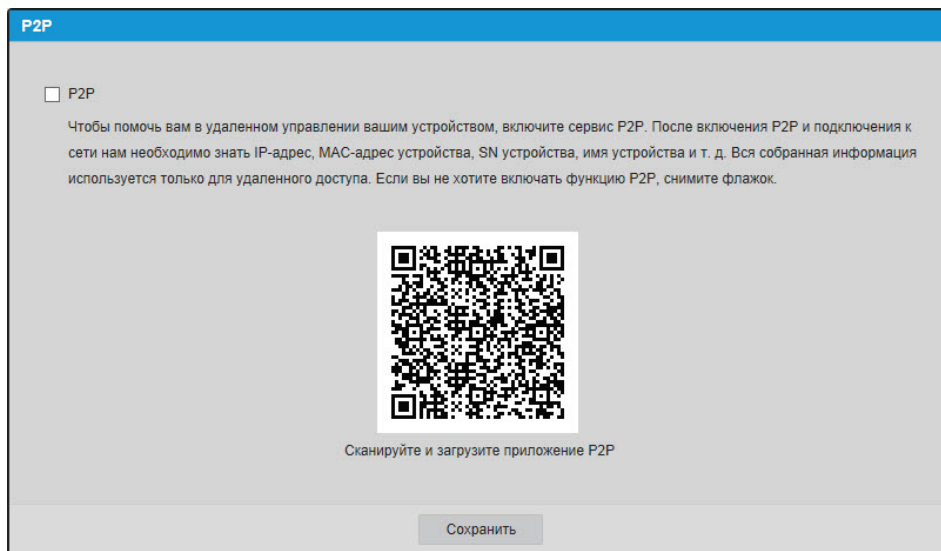 P2P
P2P
Чтобы помочь вам в удаленном управлении вашим устройством, включите сервис P2P. После включения P2P и подключения к
сети нам необходимо знать IP-адрес, MAC-адрес устройства, SN устройства, имя устройства и т. д. Вся собранная информация
используется только для удаленного доступа. Если вы не хотите включать функцию P2P, снимите флажок.
Сканируйте и загрузите приложение P2P
Сохранить